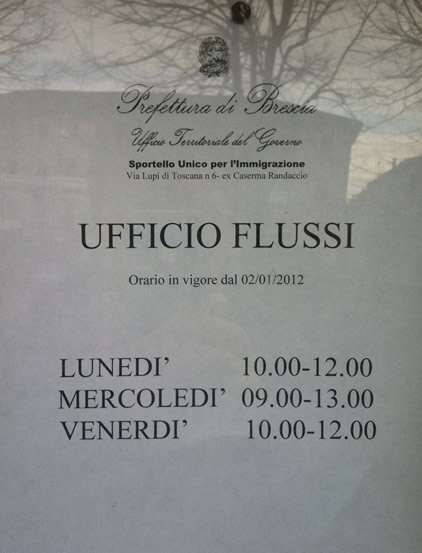 Prefettura di Brescia
Ufficio Territoriale del Governo
Sportello Unico per l'Immigrazione
Via Lupi di Toscana n 6- ex Caserma Randaccio
UFFICIO FLUSSI
Orario in vigore dal 02/01/2012
LUNEDI’ 10.00-12.00
MERCOLEDI’ 09.00-13.00
VENERDI’ 10.00-12.00